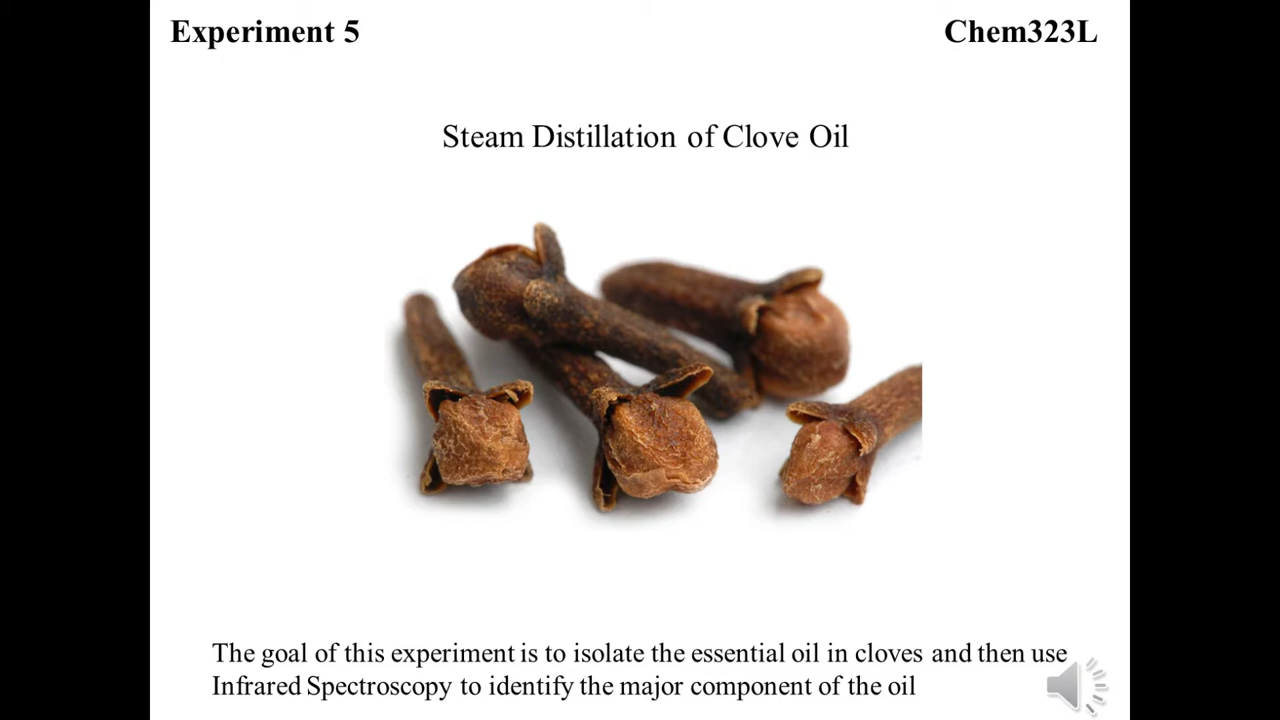 Experiment 5
Chem323L
Steam Distillation of Clove Oil
The goal of this experiment is to isolate the essential oil in cloves and then use
Infrared Spectroscopy to identify the major component of the oil